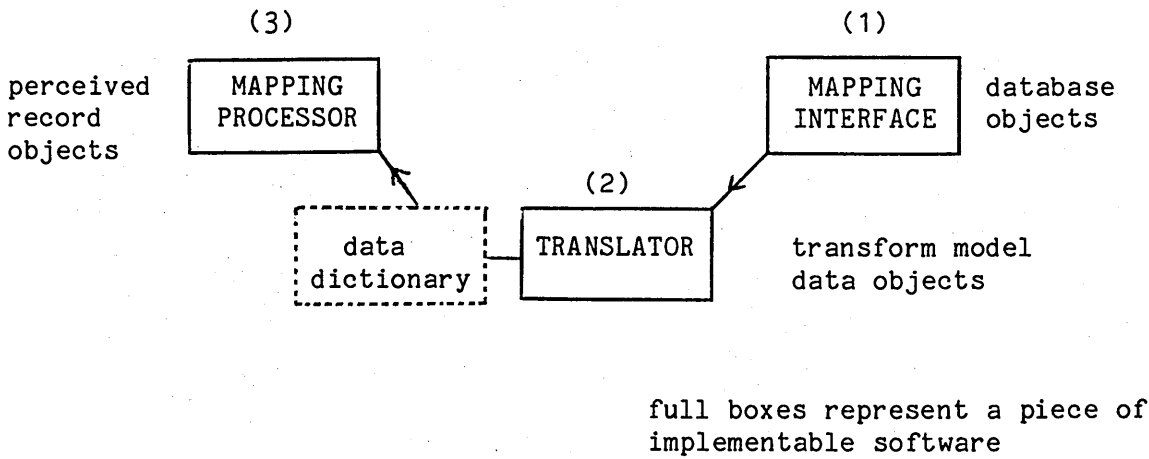 (3)
(1)
perceived
record
objects
MAPPING
PROCESSOR
MAPPING
INTERFACE
database
objects
(2)
data
dictionary
TRANSLATOR
transform model
data objects
full boxes represent a piece of
implementable software